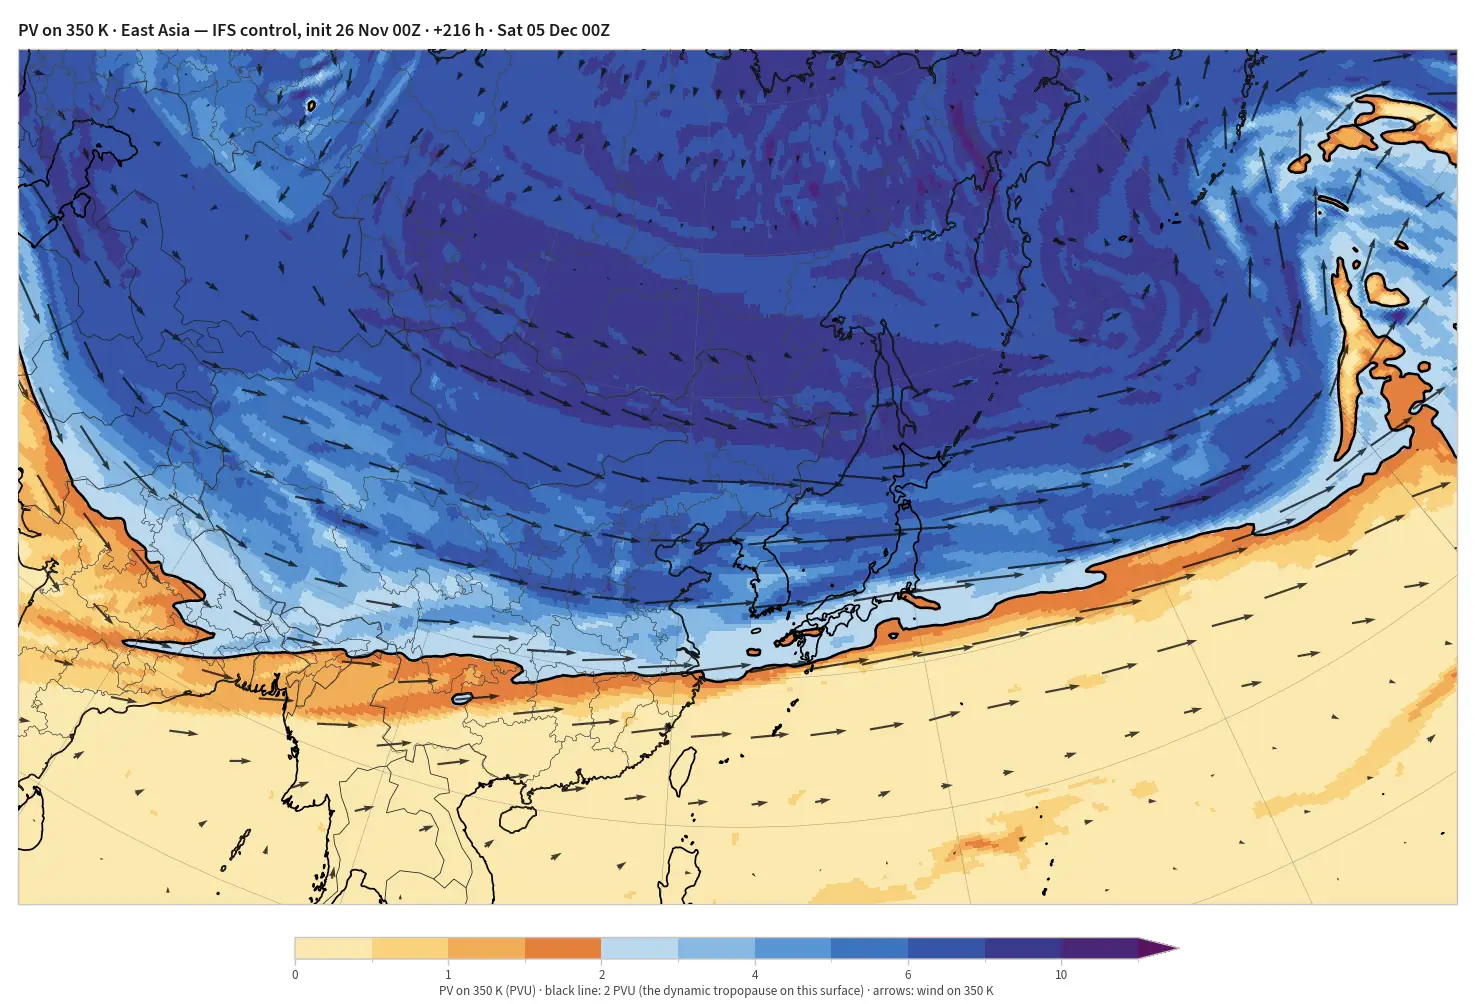 PV on 350 K · East Asia — IFS control, init 26 Nov 00Z · +216 h · Sat 05 Dec 00Z
0 1 2 4 6 10
PV on 350 K (PVU) · black line: 2 PVU (the dynamic tropopause on this surface) · arrows: wind on 350 K